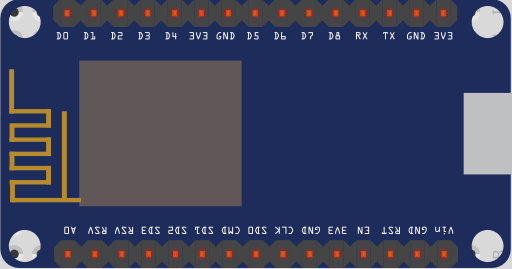 D0 D1 D2 D3 D4 3V3 GND D5 D6 D7 D8 RX TX GND 3V3
Vin GND RST EN 3V3 GND CLK SD0 CMD SD1 SD2 SD3 RSV RSV A0